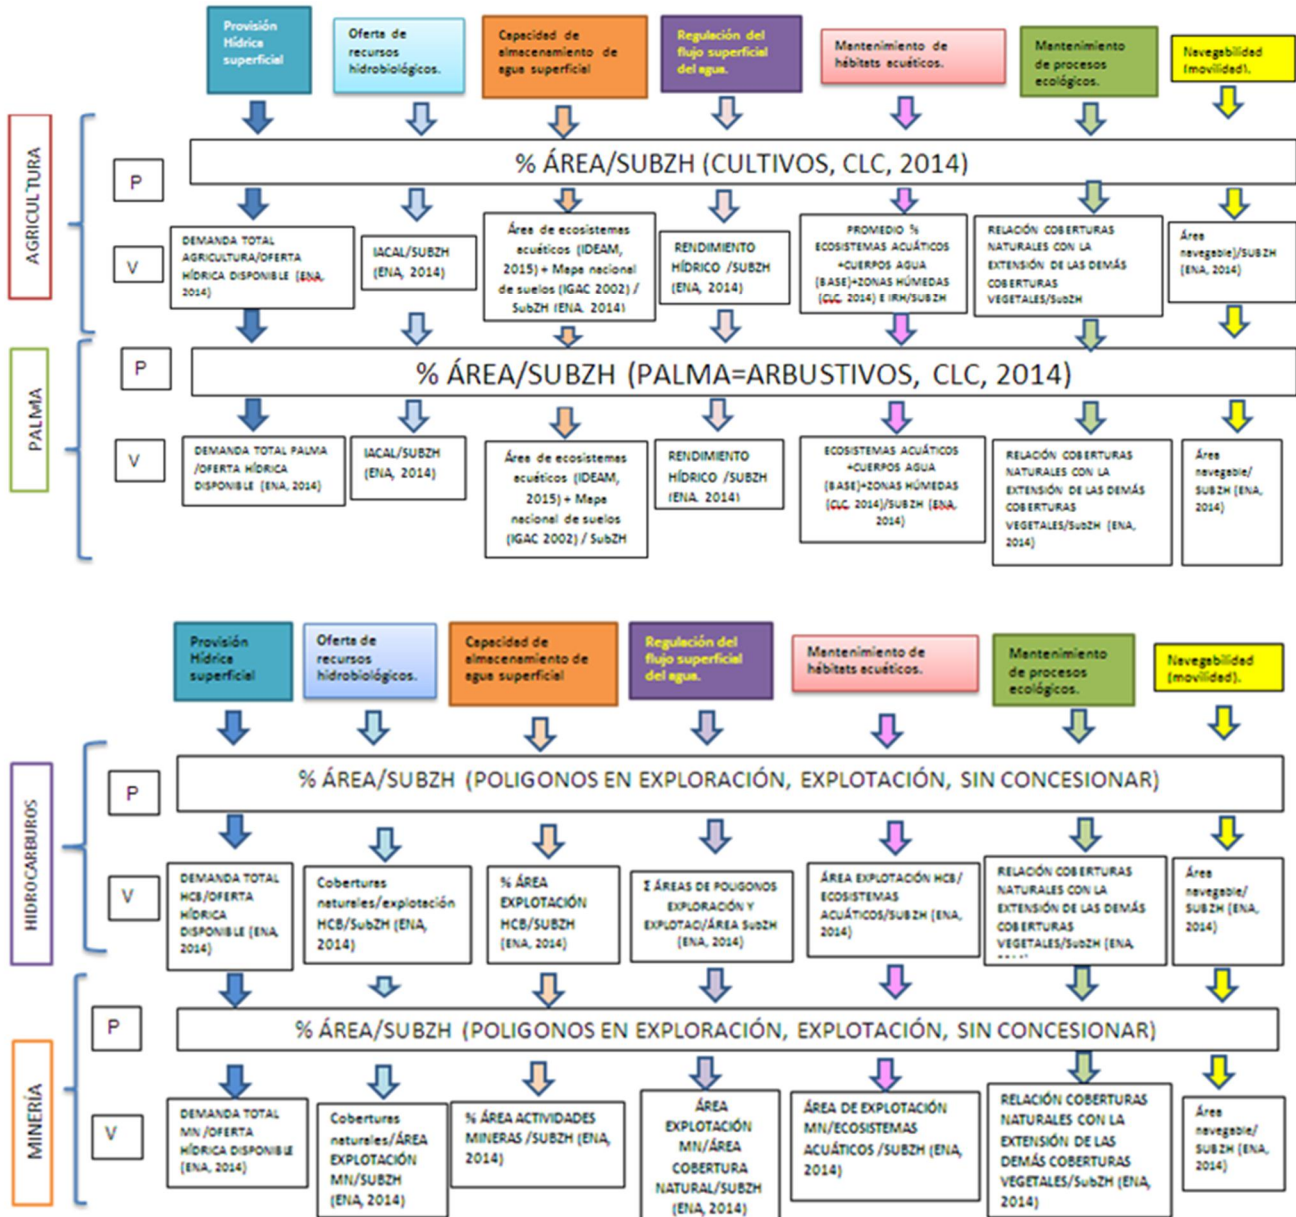 Provisión
Hídrica
superficial
Oferta de
recursos
hidrobiológicos.
Capacidad de
almacenamiento de
agua superficial
Regulación del
flujo superficial
del agua.
Mantenimiento de
hábitats acuáticos.
Mantenimiento
de procesos
ecológicos.
Navegabilidad
(movilidad).
AGRICULTURA
P
% ÁREA/SUBZH (CULTIVOS, CLC, 2014)
V
DEMANDA TOTAL
AGRICULTURA/OFERTA
HÍDRICA DISPONIBLE (ENA,
2014)
IACAL/SUBZH
(ENA, 2014)
Área de ecosistemas
acuáticos (IDEAM,
2015) + Mapa nacional
de suelos (IGAC 2002) /
SubZH (ENA, 2014)
RENDIMIENTO
HÍDRICO /SUBZH
(ENA, 2014)
PROMEDIO %
ECOSISTEMAS ACUÁTICOS
+CUERPOS AGUA
(BASE)+ZONAS HÚMEDAS
(CLC, 2014) E IRH/SUBZH
RELACIÓN COBERTURAS
NATURALES CON LA
EXTENSIÓN DE LAS DEMÁS
COBERTURAS
VEGETALES/SubZH
Área
navegable)/SUBZH
(ENA, 2014)
PALMA
P
% ÁREA/SUBZH (PALMA=ARBUSTIVOS, CLC, 2014)
V
DEMANDA TOTAL PALMA
/OFERTA HÍDRICA
DISPONIBLE (ENA, 2014)
IACAL/SUBZH
(ENA, 2014)
Área de ecosistemas
acuáticos (IDEAM,
2015) + Mapa
nacional de suelos
(IGAC 2002) / SubZH
RENDIMIENTO
HÍDRICO /SUBZH
(ENA, 2014)
ECOSISTEMAS ACUÁTICOS
+CUERPOS AGUA
(BASE)+ZONAS HÚMEDAS
(CLC, 2014)/SUBZH (ENA,
2014)
RELACIÓN COBERTURAS
NATURALES CON LA
EXTENSIÓN DE LAS DEMÁS
COBERTURAS
VEGETALES/SubZH (ENA,
2014)
Área
navegable/
SUBZH (ENA,
2014)
Provisión
Hídrica
superficial
Oferta de
recursos
hidrobiológicos.
Capacidad de
almacenamiento de
agua superficial
Regulación del
flujo superficial
del agua.
Mantenimiento de
hábitats acuáticos.
Mantenimiento
de procesos
ecológicos.
Navegabilidad
(movilidad).
HIDROCARBUROS
P
% ÁREA/SUBZH (POLIGONOS EN EXPLORACIÓN, EXPLOTACIÓN, SIN CONCESIONAR)
V
DEMANDA TOTAL
HCB/OFERTA
HÍDRICA
DISPONIBLE (ENA,
2014)
Coberturas
naturales/explotación
HCB/SubZH (ENA,
2014)
% ÁREA
EXPLOTACIÓN
HCB/SUBZH
(ENA, 2014)
Σ ÁREAS DE POLIGONOS
EXPLORACIÓN Y
EXPLOTACI/ÁREA SubZH
(ENA, 2014)
ÁREA EXPLOTACIÓN HCB/
ECOSISTEMAS
ACUÁTICOS/SUBZH (ENA,
2014)
RELACIÓN COBERTURAS
NATURALES CON LA
EXTENSIÓN DE LAS DEMÁS
COBERTURAS
VEGETALES/SubZH (ENA,
Área
navegable/
SUBZH (ENA,
2014)
MINERÍA
P
% ÁREA/SUBZH (POLIGONOS EN EXPLORACIÓN, EXPLOTACIÓN, SIN CONCESIONAR)
V
DEMANDA TOTAL
MN /OFERTA
HÍDRICA DISPONIBLE
(ENA, 2014)
Coberturas
naturales/ÁREA
EXPLOTACIÓN
MN/SUBZH
(ENA, 2014)
% ÁREA ACTIVIDADES
MINERAS /SUBZH (ENA,
2014)
ÁREA
EXPLOTACIÓN
MN/ÁREA
COBERTURA
NATURAL/SUBZH
(ENA, 2014)
ÁREA DE EXPLOTACIÓN
MN/ECOSISTEMAS
ACUÁTICOS /SUBZH (ENA,
2014)
RELACIÓN COBERTURAS
NATURALES CON LA
EXTENSIÓN DE LAS
DEMÁS COBERTURAS
VEGETALES/SubZH (ENA,
2014)
Área
navegable/
SUBZH (ENA,
2014)